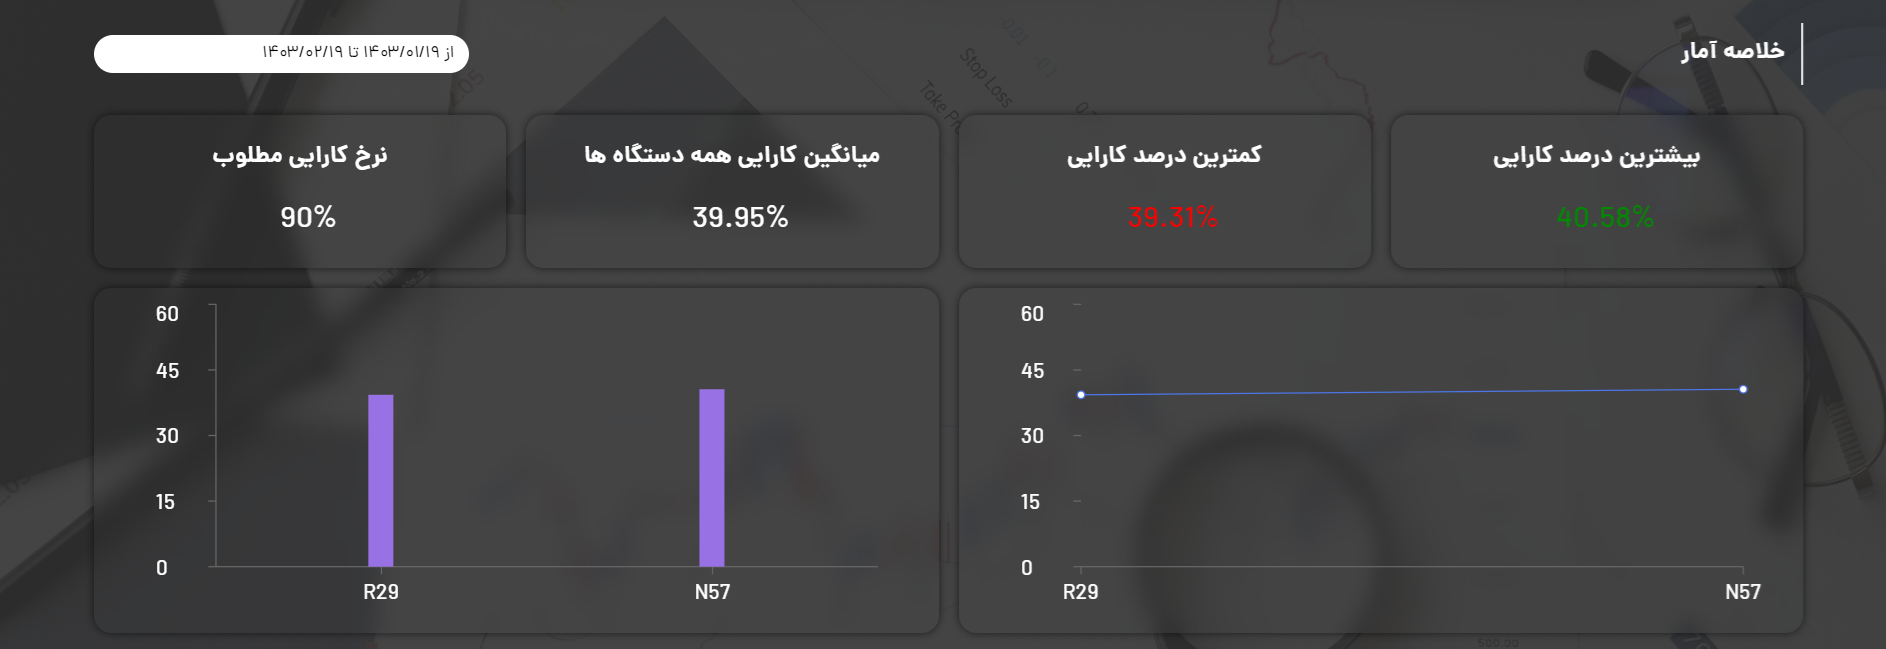 خلاصه آمار
از ۱۴۰۳/۰۱/۱۹ تا ۱۴۰۳/۰۲/۱۹
بیشترین درصد کارایی
40.58%
کمترین درصد کارایی
39.31%
میانگین کارایی همه دستگاه ها
39.95%
نرخ کارایی مطلوب
90%
60
45
30
15
0
R29
N57
60
45
30
15
0
R29
N57
Stop Loss